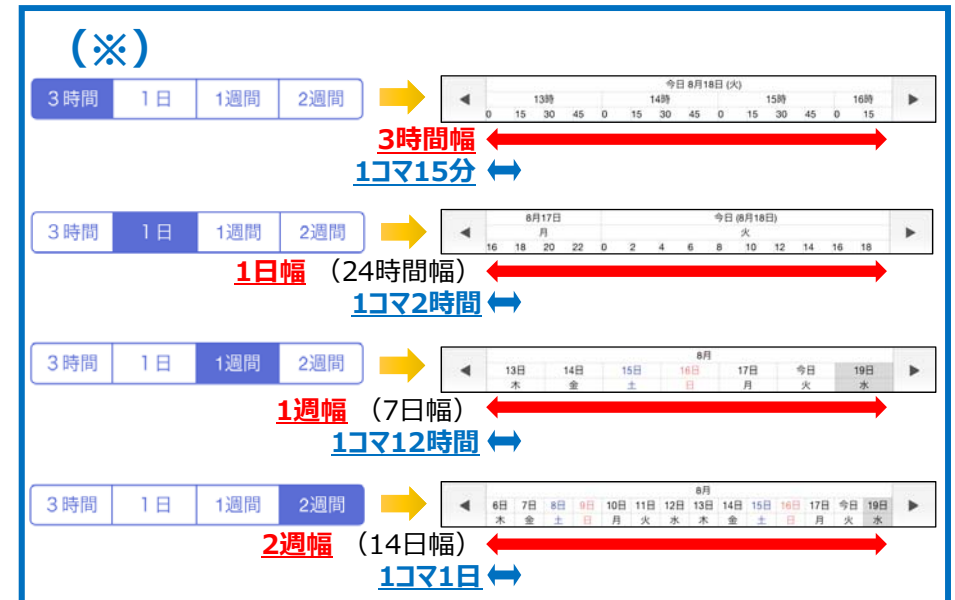 (※)
3時間 1日 1週間 2週間
今日 8月18日 (火)
13時 14時 15時 16時
0 15 30 45 0 15 30 45 0 15 30 45 0 15
3時間幅
1コマ15分
3時間 1日 1週間 2週間
8月17日 今日 (8月18日)
月 火
16 18 20 22 0 2 4 6 8 10 12 14 16 18
1日幅 （24時間幅）
1コマ2時間
3時間 1日 1週間 2週間
8月
13日 14日 15日 16日 17日 今日 19日
木 金 土 日 月 火 水
1週幅 （7日幅）
1コマ12時間
3時間 1日 1週間 2週間
8月
6日 7日 8日 9日 10日 11日 12日 13日 14日 15日 16日 17日 今日 19日
木 金 土 日 月 火 水 木 金 土 日 月 火 水
2週幅 （14日幅）
1コマ1日